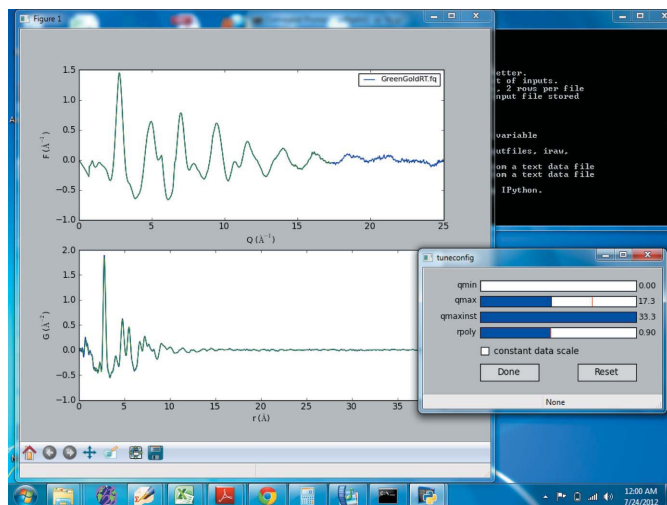 Figure 1
1.5
1.0
0.5
0.0
−0.5
−1.0
F (Å⁻²)
GreenGoldRT.fq
0 5 10 15 20 25
Q (Å⁻¹)
2.0
1.5
1.0
0.5
0.0
−0.5
−1.0
G (Å⁻²)
0 5 10 15 20 25 30 35
r (Å)
etter.
t of inputs.
, 2 rows per file
nput file stored
variable
utfiles, iraw,
on a text data file
on a text data file
IPython.
tuneconfig
qmin 0.00
qmax 17.3
qmaxinst 33.3
rpoly 0.90
constant data scale
Done Reset
None
12:00 AM
7/24/2012